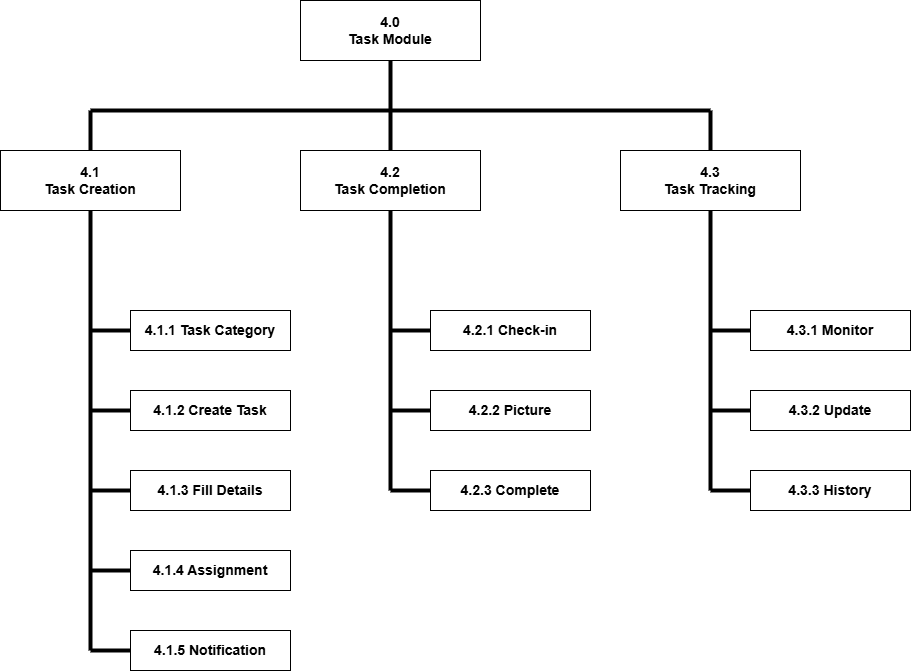 4.0
Task Module
4.1
Task Creation
4.2
Task Completion
4.3
Task Tracking
4.1.1 Task Category
4.2.1 Check-in
4.3.1 Monitor
4.1.2 Create Task
4.2.2 Picture
4.3.2 Update
4.1.3 Fill Details
4.2.3 Complete
4.3.3 History
4.1.4 Assignment
4.1.5 Notification